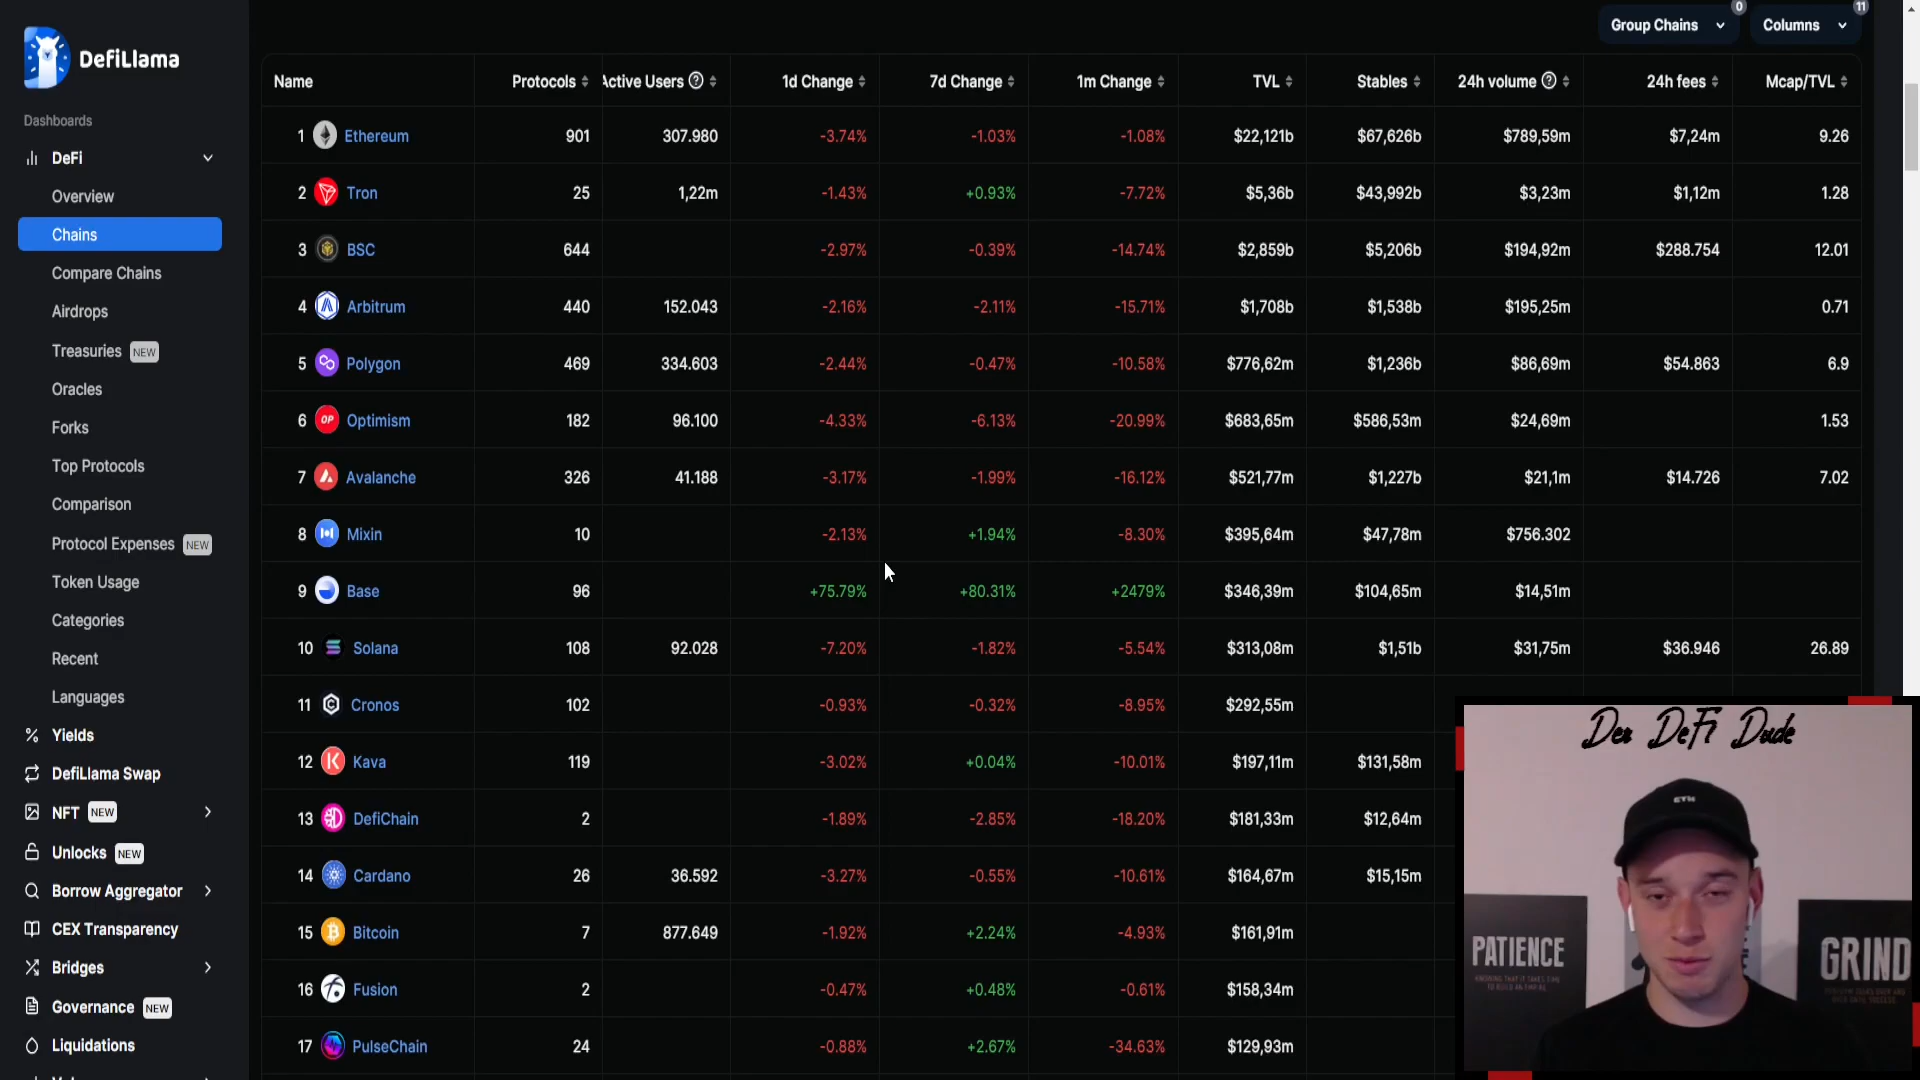 Group Chains 0
Columns 11
DefiLlama
Dashboards
DeFi
Overview
Chains
Compare Chains
Airdrops
Treasuries NEW
Oracles
Forks
Top Protocols
Comparison
Protocol Expenses NEW
Token Usage
Categories
Recent
Languages
Yields
DefiLlama Swap
NFT NEW
Unlocks NEW
Borrow Aggregator
CEX Transparency
Bridges
Governance NEW
Liquidations
Name Protocols Active Users 1d Change 7d Change 1m Change TVL Stables 24h volume 24h fees Mcap/TVL
1 Ethereum 901 307.980 -3.74% -1.03% -1.08% $22,121b $67,626b $789,59m $7,24m 9.26
2 Tron 25 1,22m -1.43% +0.93% -7.72% $5,36b $43,992b $3,23m $1,12m 1.28
3 BSC 644 -2.97% -0.39% -14.74% $2,859b $5,206b $194,92m $288.754 12.01
4 Arbitrum 440 152.043 -2.16% -2.11% -15.71% $1,708b $1,538b $195,25m 0.71
5 Polygon 469 334.603 -2.44% -0.47% -10.58% $776,62m $1,236b $86,69m $54.863 6.9
6 OP Optimism 182 96.100 -4.33% -6.13% -20.99% $683,65m $586,53m $24,69m 1.53
7 Avalanche 326 41.188 -3.17% -1.99% -16.12% $521,77m $1,227b $21,1m $14.726 7.02
8 Mixin 10 -2.13% +1.94% -8.30% $395,64m $47,78m $756.302
9 Base 96 +75.79% +80.31% +2479% $346,39m $104,65m $14,51m
10 Solana 108 92.028 -7.20% -1.82% -5.54% $313,08m $1,51b $31,75m $36.946 26.89
11 Cronos 102 -0.93% -0.32% -8.95% $292,55m
12 Kava 119 -3.02% +0.04% -10.01% $197,11m $131,58m
13 DefiChain 2 -1.89% -2.85% -18.20% $181,33m $12,64m
14 Cardano 26 36.592 -3.27% -0.55% -10.61% $164,67m $15,15m
15 Bitcoin 7 877.649 -1.92% +2.24% -4.93% $161,91m
16 Fusion 2 -0.47% +0.48% -0.61% $158,34m
17 PulseChain 24 -0.88% +2.67% -34.63% $129,93m
Der DeFi Dude
ETH
PATIENCE
GRIND